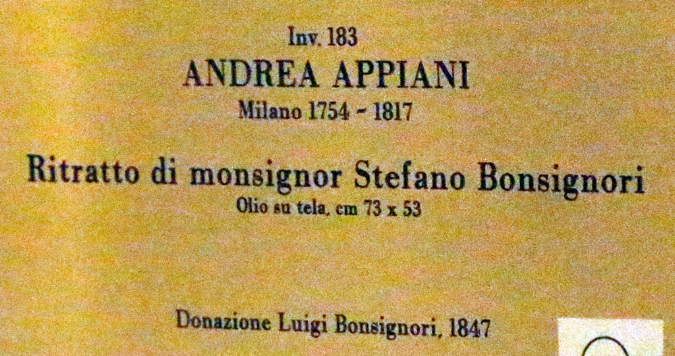 Inv. 183
ANDREA APPIANI
Milano 1754 - 1817
Ritratto di monsignor Stefano Bonsignori
Olio su tela, cm 73 x 53
Donazione Luigi Bonsignori, 1847